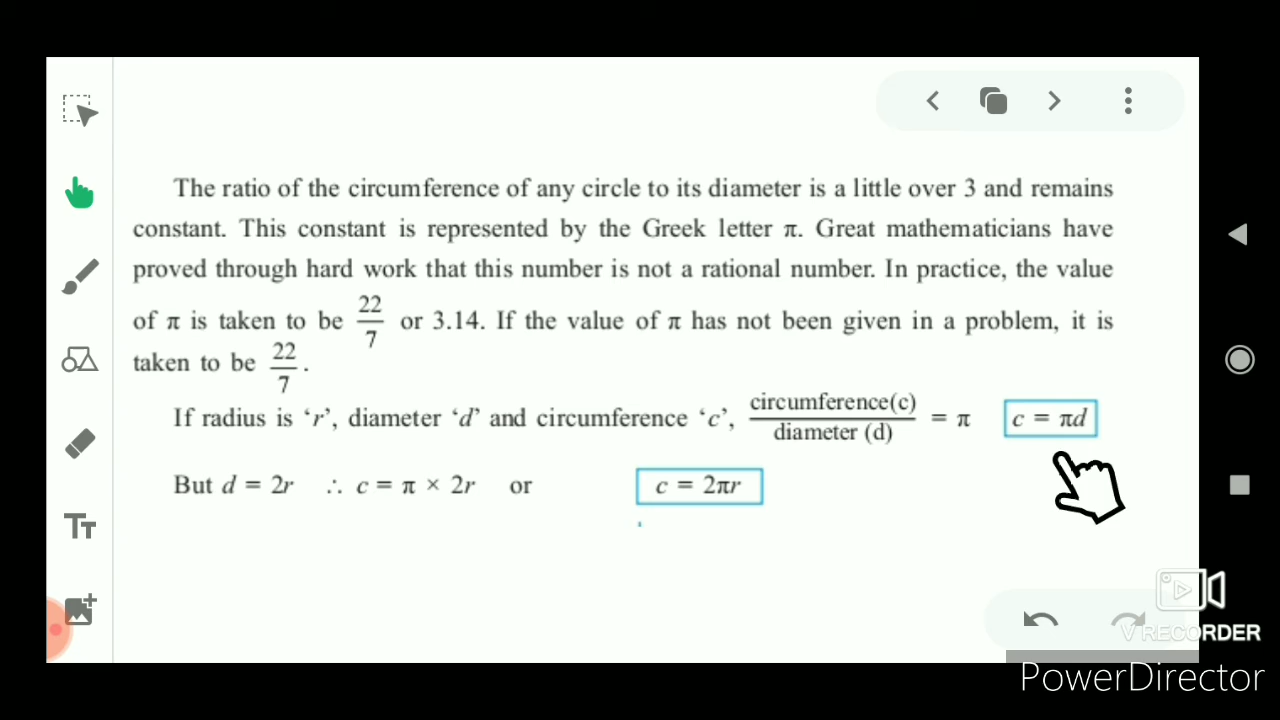 The ratio of the circumference of any circle to its diameter is a little over 3 and remains
constant. This constant is represented by the Greek letter π. Great mathematicians have
proved through hard work that this number is not a rational number. In practice, the value
of π is taken to be 22/7 or 3.14. If the value of π has not been given in a problem, it is
taken to be 22/7.
If radius is ‘r’, diameter ‘d’ and circumference ‘c’, circumference(c)/diameter (d) = π c = πd
But d = 2r ∴ c = π × 2r or c = 2πr
TT
V RECORDER
PowerDirector